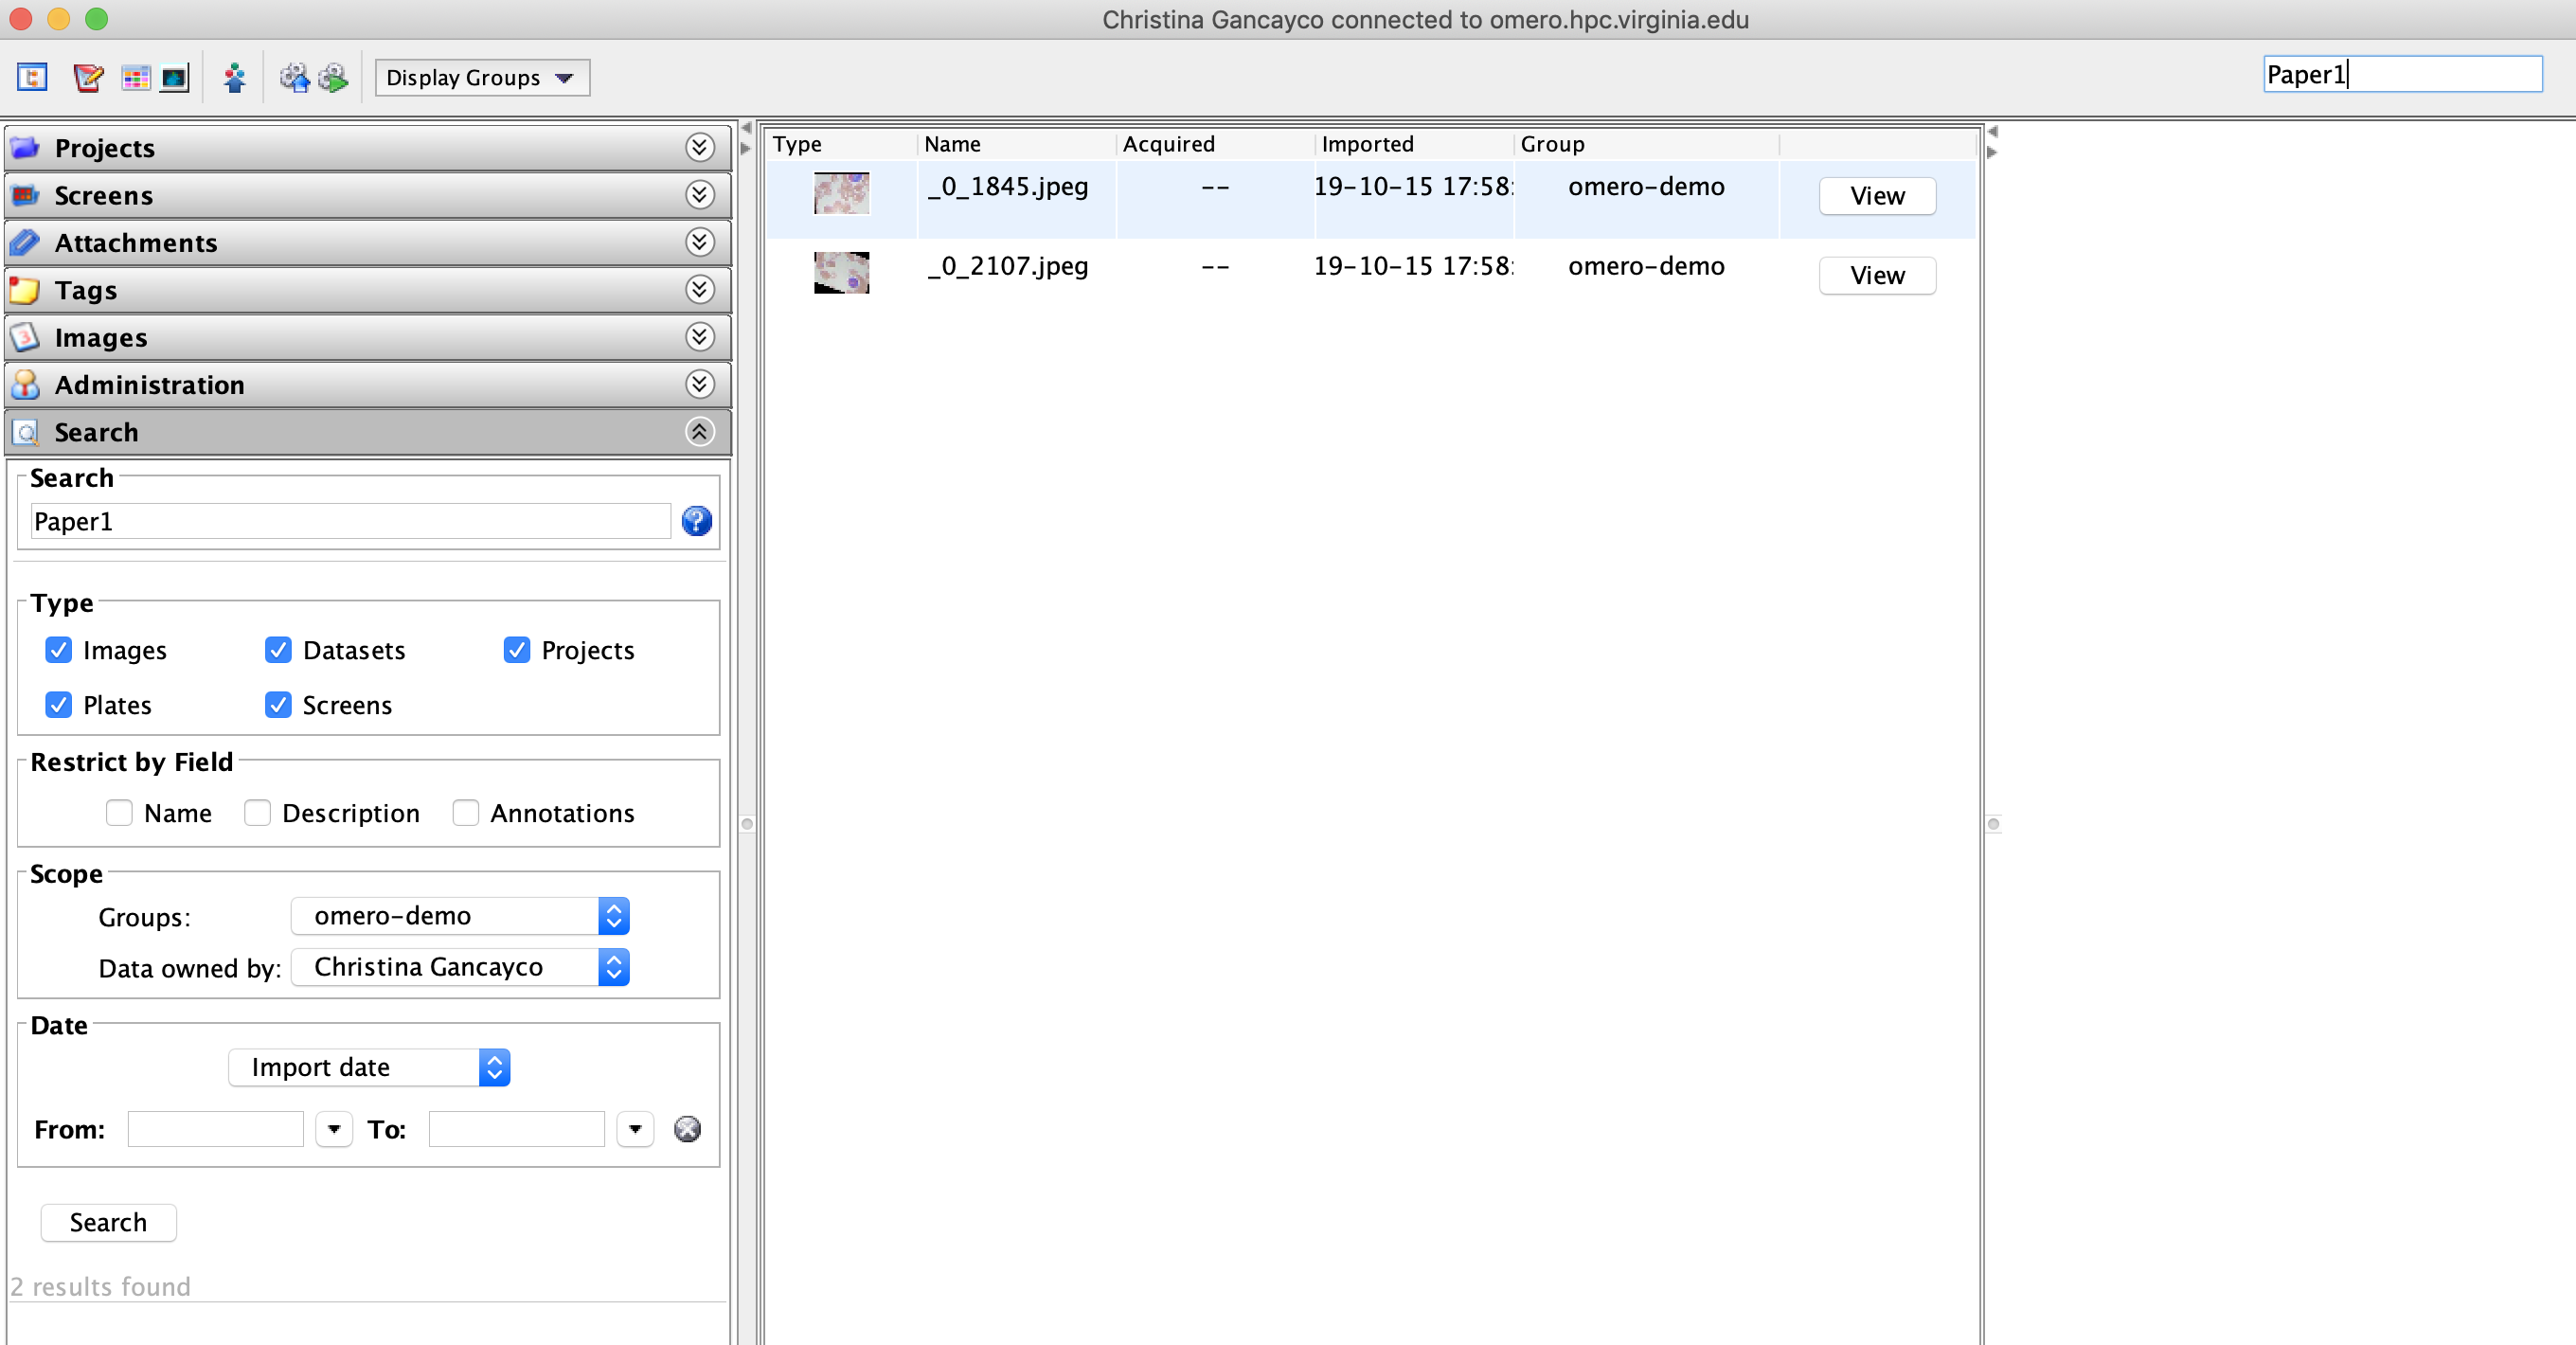 Christina Gancayco connected to omero.hpc.virginia.edu
Display Groups
Paper1
Projects
Screens
Attachments
Tags
Images
Administration
Search
Search
Paper1
Type
Images Datasets Projects
Plates Screens
Restrict by Field
Name Description Annotations
Scope
Groups: omero-demo
Data owned by: Christina Gancayco
Date
Import date
From: To:
Search
2 results found
Type Name Acquired Imported Group
_0_1845.jpeg -- 19-10-15 17:58: omero-demo View
_0_2107.jpeg -- 19-10-15 17:58: omero-demo View